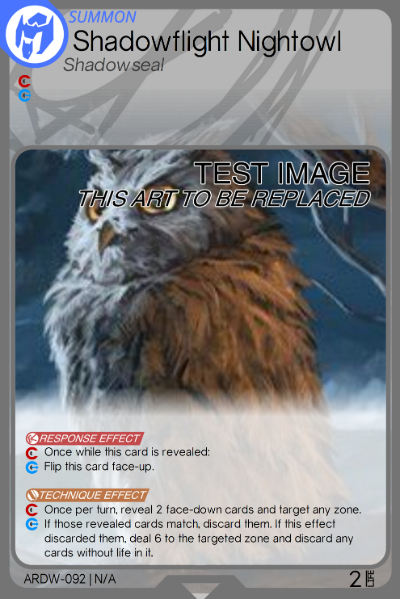 SUMMON
Shadowflight Nightowl
Shadowseal
C
C
TEST IMAGE
THIS ART TO BE REPLACED
RESPONSE EFFECT
C Once while this card is revealed:
C Flip this card face-up.
TECHNIQUE EFFECT
C Once per turn, reveal 2 face-down cards and target any zone.
C If those revealed cards match, discard them. If this effect
discarded them, deal 6 to the targeted zone and discard any
cards without life in it.
ARDW-092 | N/A
2 LIFE